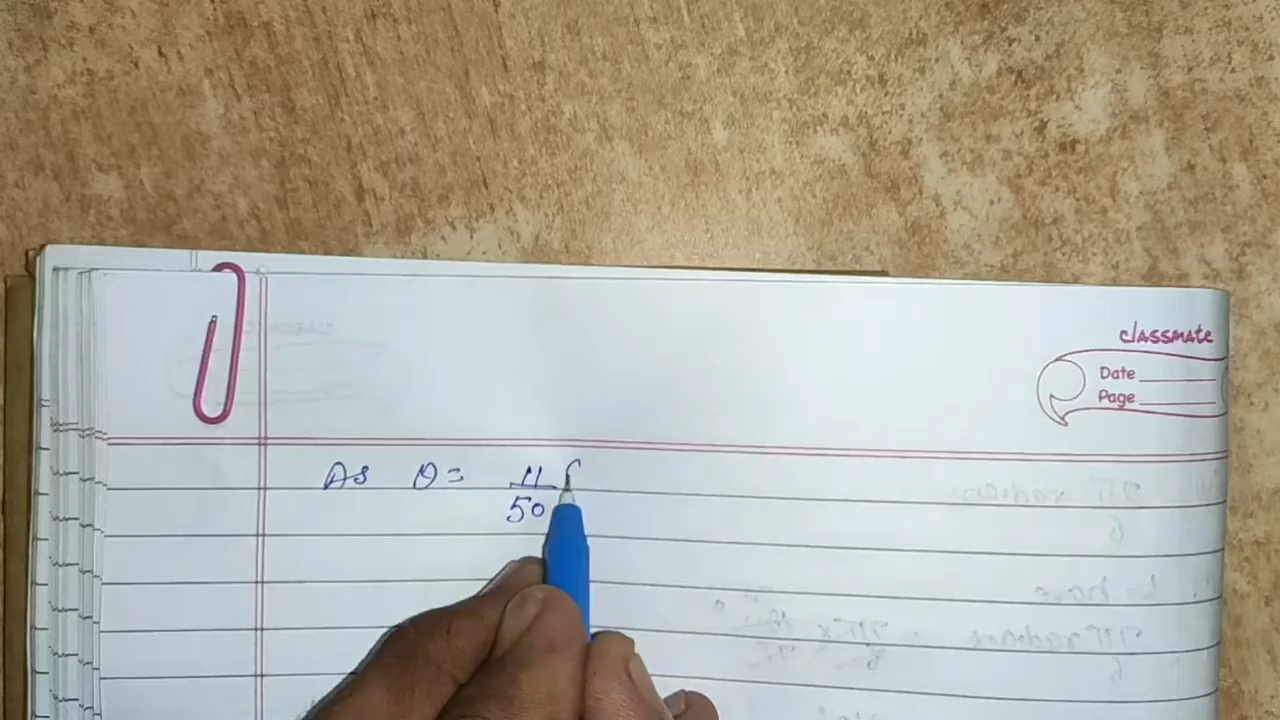 classmate
Date
Page
As θ = 11
50